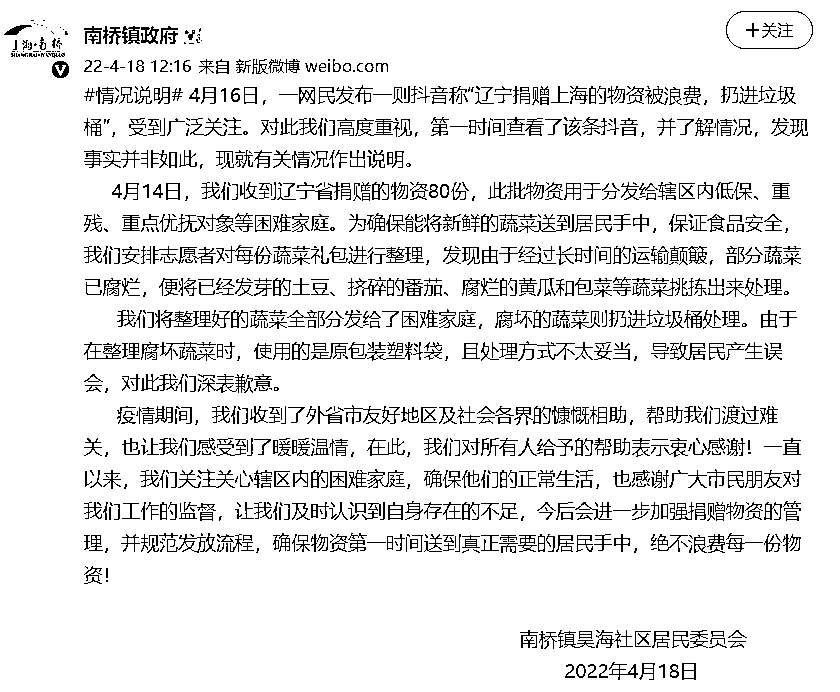 上海·南桥
南桥镇政府
+关注
22-4-18 12:16 来自 新版微博 weibo.com
#情况说明# 4月16日，一网民发布一则抖音称“辽宁捐赠上海的物资被浪费，扔进垃圾
桶”，受到广泛关注。对此我们高度重视，第一时间查看了该条抖音，并了解情况，发现
事实并非如此，现就有关情况作出说明。
4月14日，我们收到辽宁省捐赠的物资80份，此批物资用于分发给辖区内低保、重
残、重点优抚对象等困难家庭。为确保能将新鲜的蔬菜送到居民手中，保证食品安全，
我们安排志愿者对每份蔬菜礼包进行整理，发现由于经过长时间的运输颠簸，部分蔬菜
已腐烂，便将已经发芽的土豆、挤碎的番茄、腐烂的黄瓜和包菜等蔬菜挑拣出来处理。
我们将整理好的蔬菜全部分发给了困难家庭，腐坏的蔬菜则扔进垃圾桶处理。由于
在整理腐坏蔬菜时，使用的是原包装塑料袋，且处理方式不太妥当，导致居民产生误
会，对此我们深表歉意。
疫情期间，我们收到了外省市友好地区及社会各界的慷慨相助，帮助我们渡过难
关，也让我们感受到了暖暖温情，在此，我们对所有人给予的帮助表示衷心感谢！一直
以来，我们关注关心辖区内的困难家庭，确保他们的正常生活，也感谢广大市民朋友对
我们工作的监督，让我们及时认识到自身存在的不足，今后会进一步加强捐赠物资的管
理，并规范发放流程，确保物资第一时间送到真正需要的居民手中，绝不浪费每一份物
资！
南桥镇昊海社区居民委员会
2022年4月18日